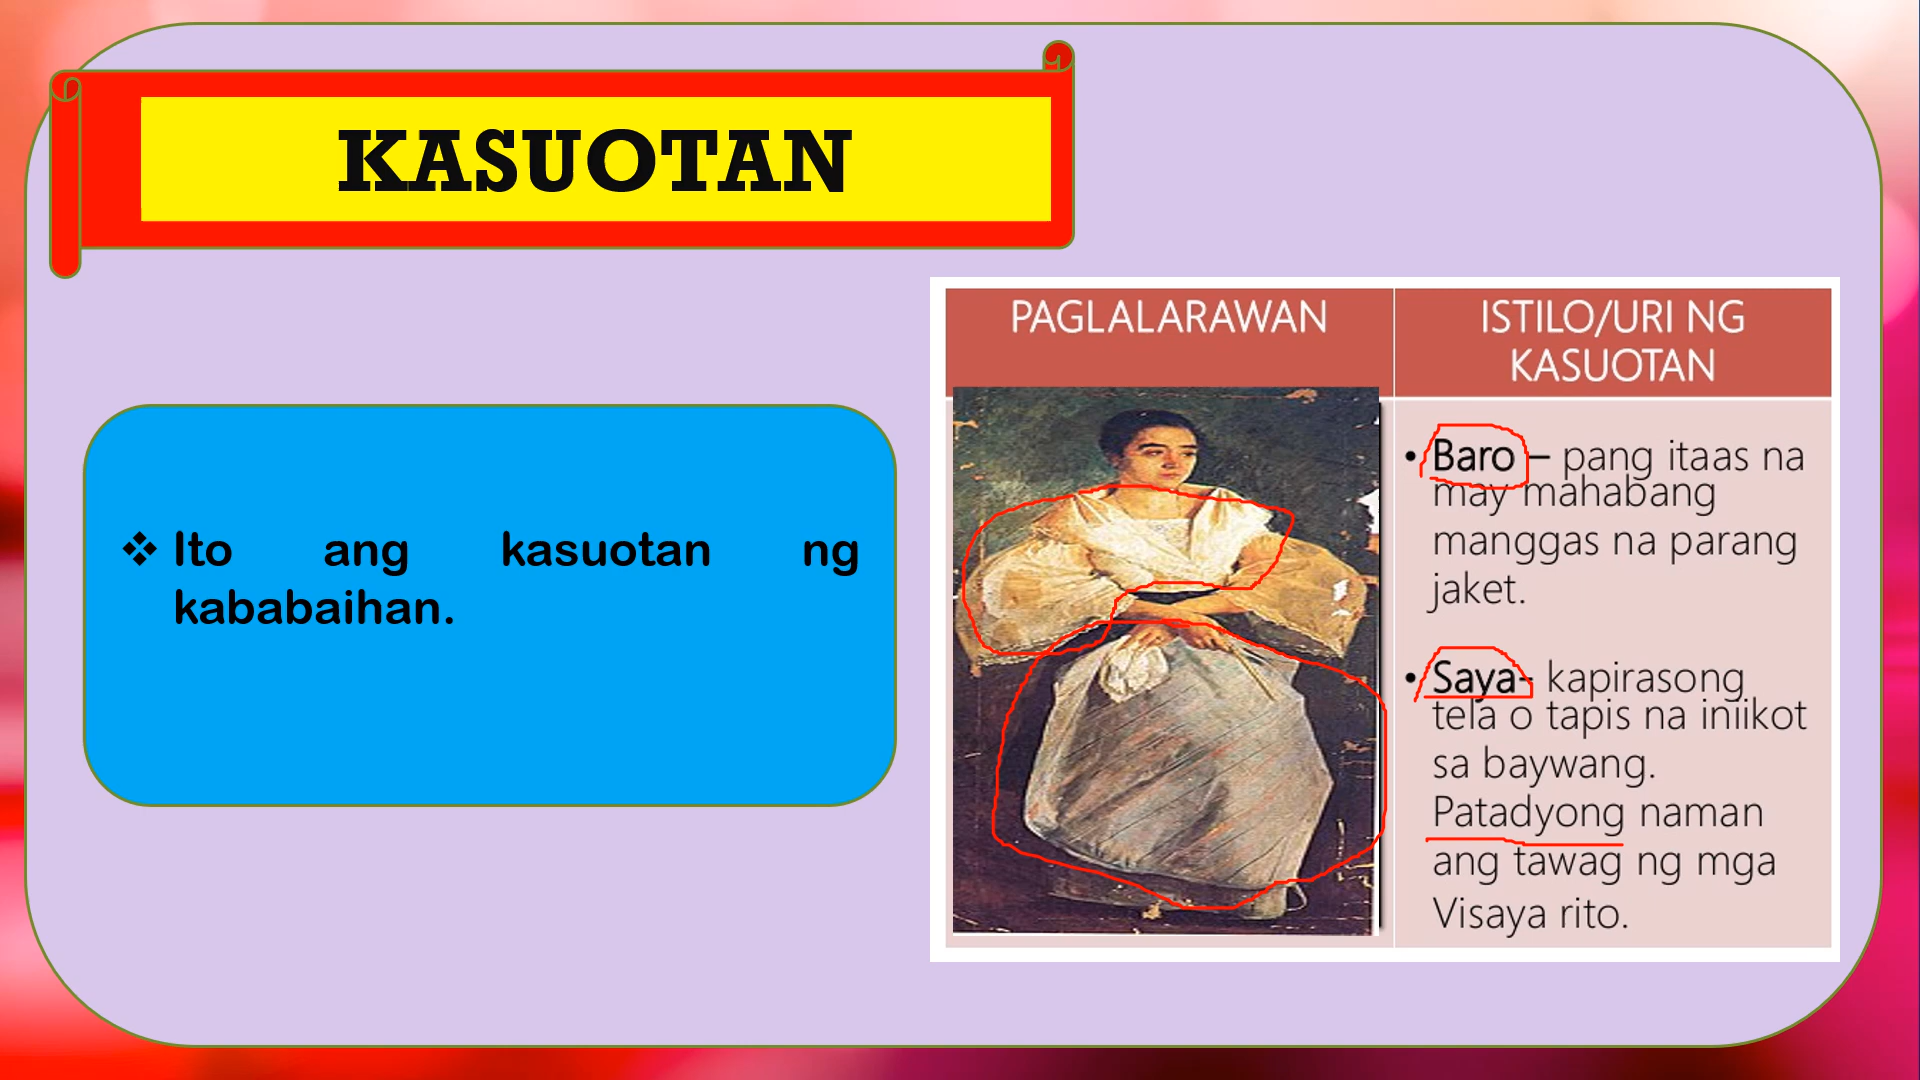 KASUOTAN
❖ Ito ang kasuotan ng
kababaihan.
PAGLALARAWAN
ISTILO/URI NG
KASUOTAN
• Baro – pang itaas na
may mahabang
manggas na parang
jaket.
• Saya- kapirasong
tela o tapis na iniikot
sa baywang.
Patadyong naman
ang tawag ng mga
Visaya rito.